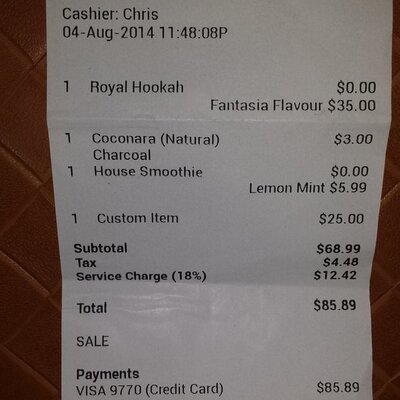 Cashier: Chris
04-Aug-2014 11:48:08P
1 Royal Hookah $0.00
Fantasia Flavour $35.00
1 Coconara (Natural) $3.00
Charcoal
1 House Smoothie $0.00
Lemon Mint $5.99
1 Custom Item $25.00
Subtotal $68.99
Tax $4.48
Service Charge (18%) $12.42
Total $85.89
SALE
Payments
VISA 9770 (Credit Card) $85.89